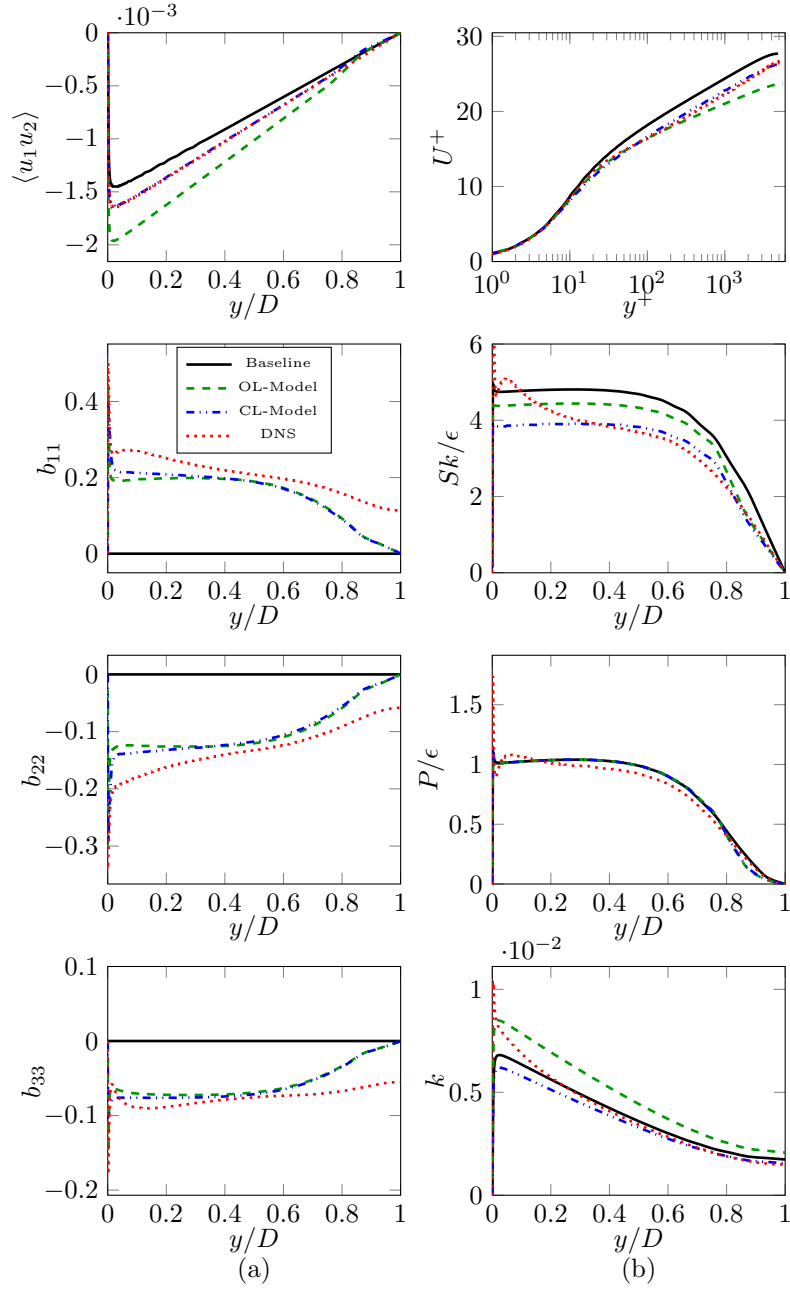 ·10⁻³
0
−0.5
−1
−1.5
−2
⟨u₁u₂⟩
0 0.2 0.4 0.6 0.8 1
y/D
30
20
10
0
U⁺
10⁰ 10¹ 10² 10³
y⁺
0.4
0.2
0
b₁₁
Baseline
OL-Model
CL-Model
DNS
0 0.2 0.4 0.6 0.8 1
y/D
6
4
2
0
Sk/ϵ
0 0.2 0.4 0.6 0.8 1
y/D
0
−0.1
−0.2
−0.3
b₂₂
0 0.2 0.4 0.6 0.8 1
y/D
1.5
1
0.5
0
P/ϵ
0 0.2 0.4 0.6 0.8 1
y/D
0.1
0
−0.1
−0.2
b₃₃
0 0.2 0.4 0.6 0.8 1
y/D
(a)
·10⁻²
1
0.5
0
k
0 0.2 0.4 0.6 0.8 1
y/D
(b)